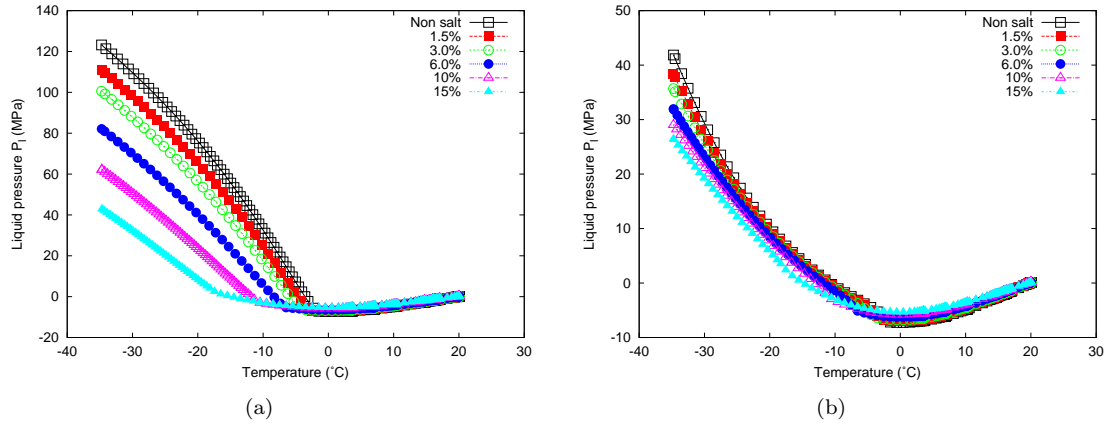 Non salt
1.5%
3.0%
6.0%
10%
15%
140
120
100
80
60
40
20
0
-20
Liquid pressure Pl (MPa)
-40 -30 -20 -10 0 10 20 30
Temperature (°C)
(a)
Non salt
1.5%
3.0%
6.0%
10%
15%
50
40
30
20
10
0
-10
Liquid pressure Pl (MPa)
-40 -30 -20 -10 0 10 20 30
Temperature (°C)
(b)